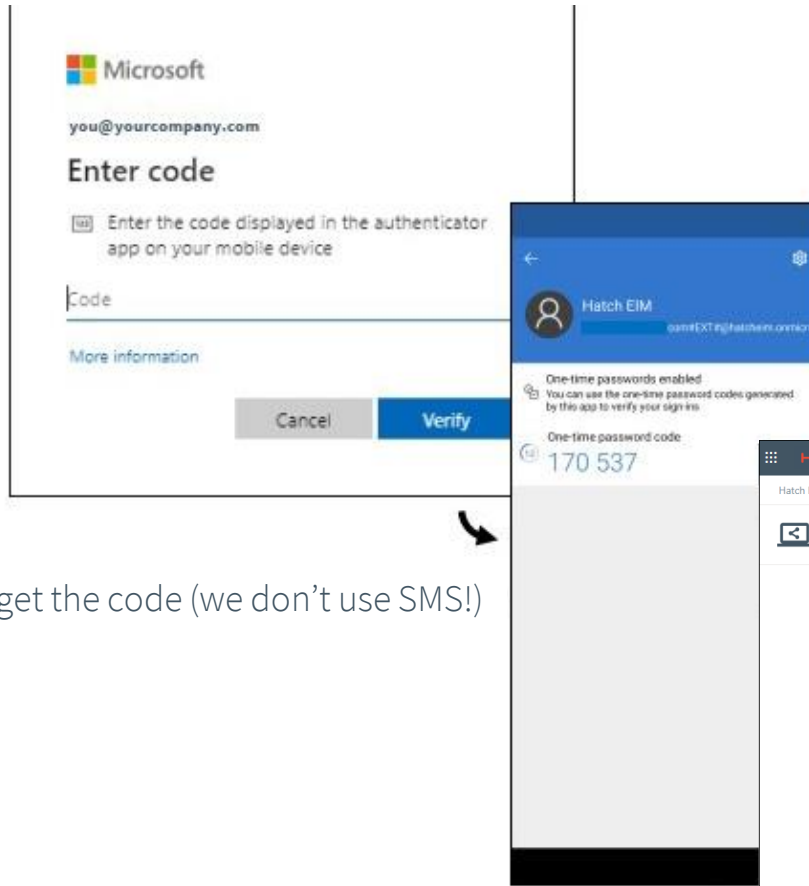 Microsoft
you@yourcompany.com
Enter code
Enter the code displayed in the authenticator
app on your mobile device
Code
More information
Cancel
Verify
Hatch EIM
One-time passwords enabled
You can use the one-time password codes generated
by this app to verify your sign-ins
One-time password code
170 537
H
Hatch
get the code (we don’t use SMS!)